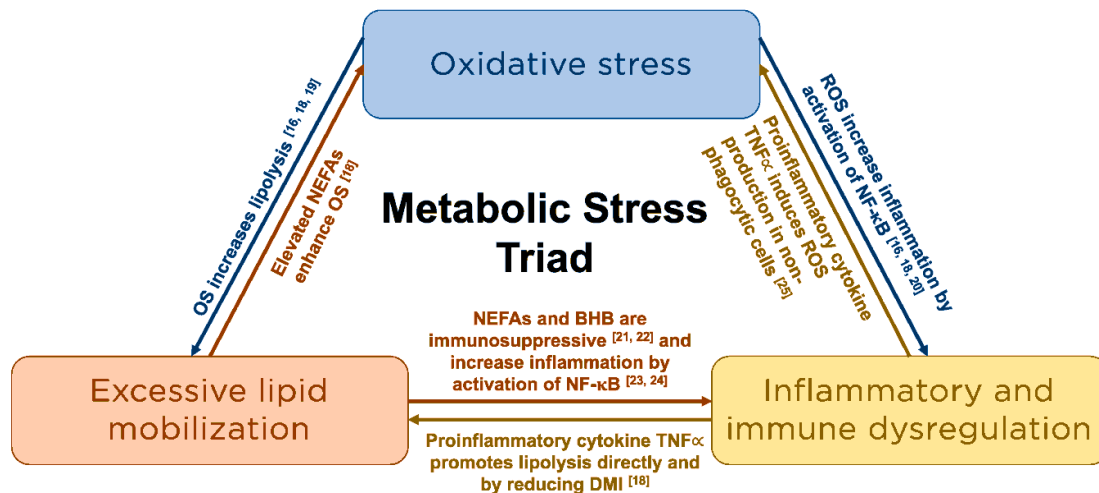 Oxidative stress
OS increases lipolysis [16, 18, 19]
Elevated NEFAs
enhance OS [18]
Metabolic Stress
Triad
Proinflammatory cytokine
TNF∝ induces ROS
production in non-
phagocytic cells [25]
ROS increase inflammation by
activation of NF-κB [16, 18, 20]
NEFAs and BHB are
immunosuppressive [21, 22] and
increase inflammation by
activation of NF-κB [23, 24]
Excessive lipid
mobilization
Inflammatory and
immune dysregulation
Proinflammatory cytokine TNF∝
promotes lipolysis directly and
by reducing DMI [18]